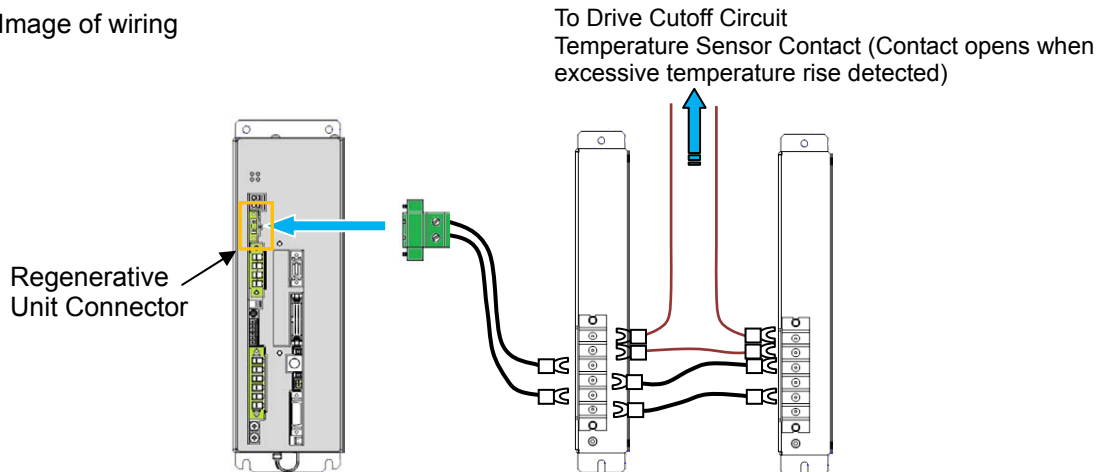 Image of wiring
To Drive Cutoff Circuit
Temperature Sensor Contact (Contact opens when
excessive temperature rise detected)
Regenerative
Unit Connector